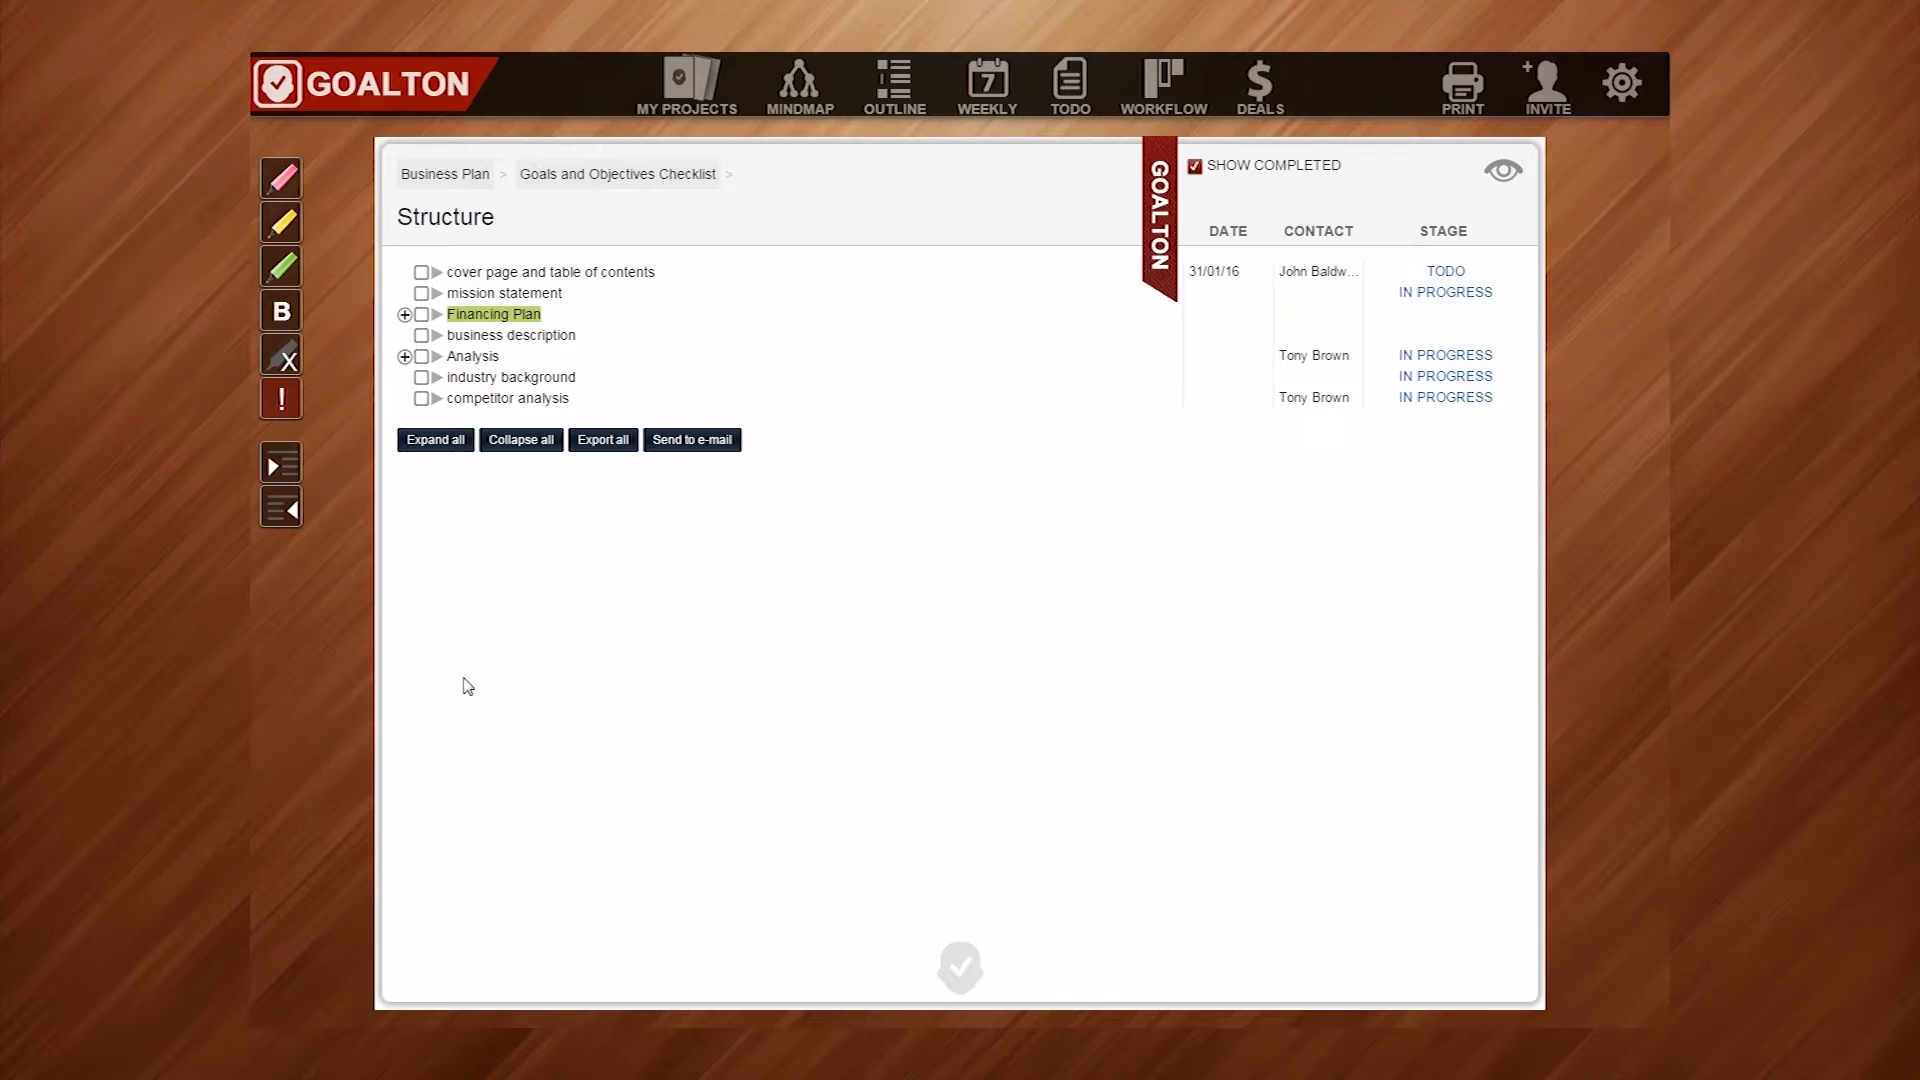 GOALTON
MY PROJECTS
MINDMAP
OUTLINE
7
WEEKLY
TODO
WORKFLOW
$
DEALS
PRINT
+
INVITE
B
X
!
Business Plan > Goals and Objectives Checklist >
Structure
GOALTON
SHOW COMPLETED
DATE CONTACT STAGE
cover page and table of contents 31/01/16 John Baldw... TODO
mission statement IN PROGRESS
Financing Plan
business description
Analysis Tony Brown IN PROGRESS
industry background IN PROGRESS
competitor analysis Tony Brown IN PROGRESS
Expand all Collapse all Export all Send to e-mail